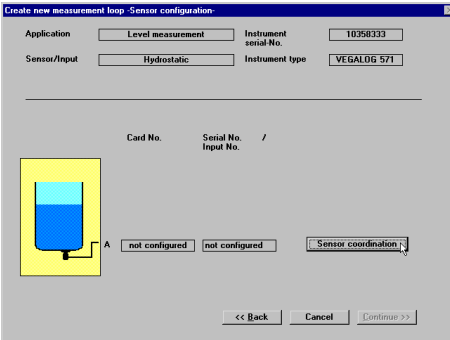 Create new measurement loop -Sensor configuration-
Application Level measurement Instrument serial-No. 10358333
Sensor/Input Hydrostatic Instrument type VEGALOG 571
Card No. Serial No. / Input No.
A not configured not configured Sensor coordination
<< Back Cancel Continue >>